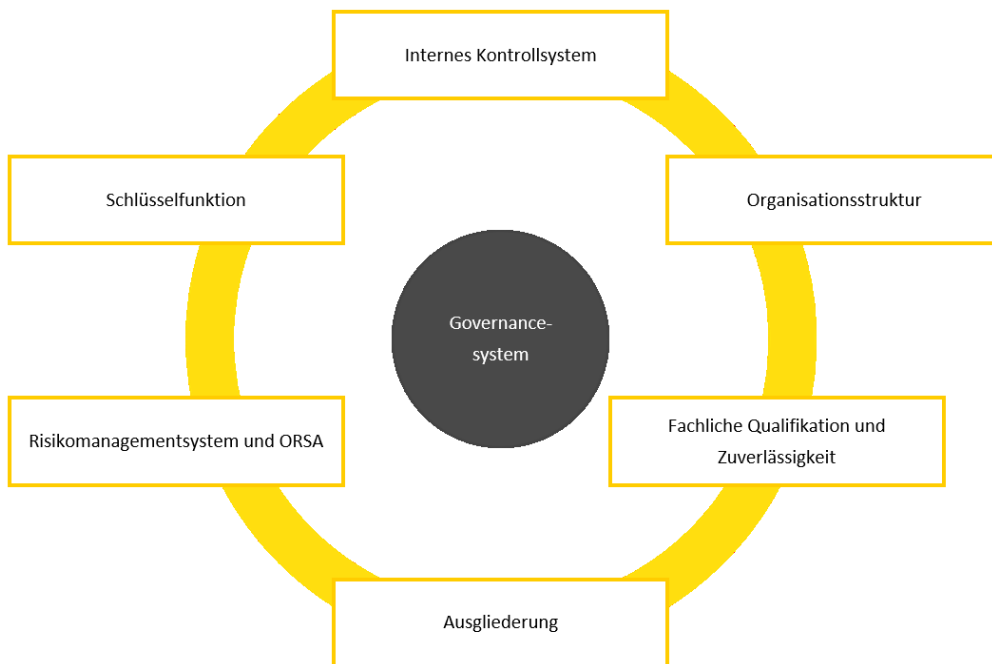 Internes Kontrollsystem
Schlüsselfunktion
Organisationsstruktur
Governance-
system
Risikomanagementsystem und ORSA
Fachliche Qualifikation und
Zuverlässigkeit
Ausgliederung